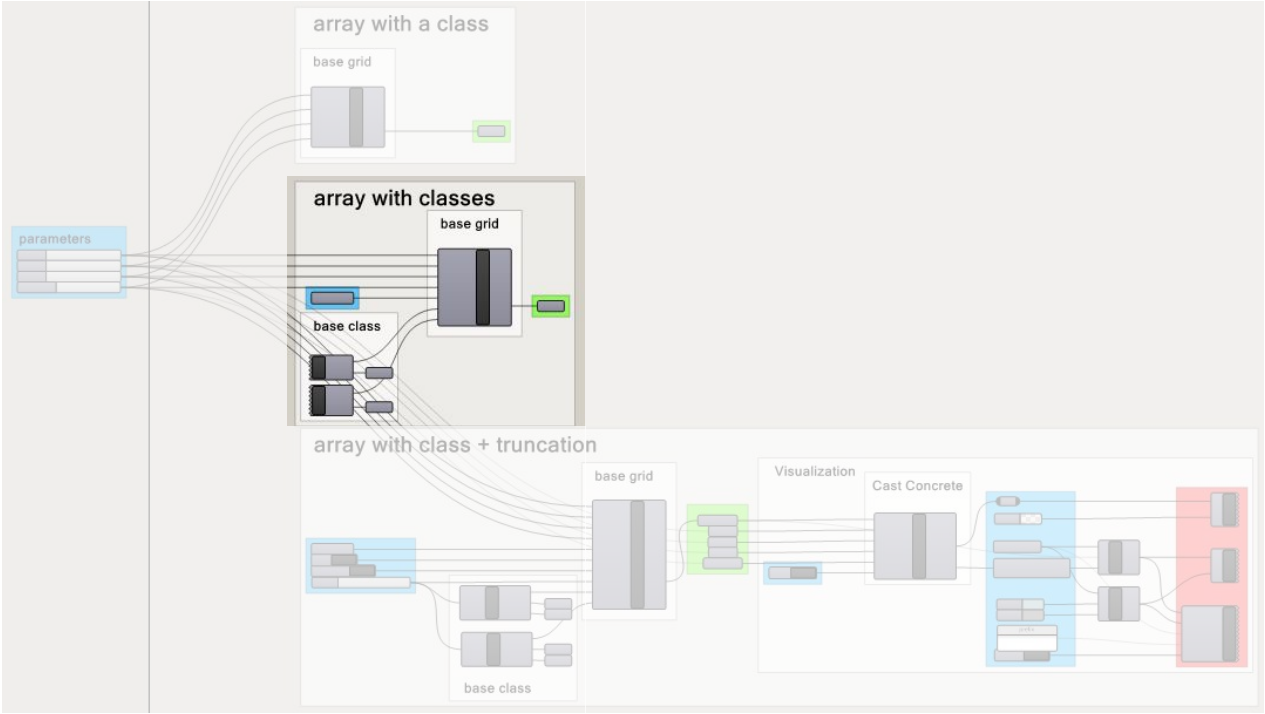 array with a class
base grid
array with classes
base grid
parameters
base class
array with class + truncation
base grid
Visualization
Cast Concrete
base class